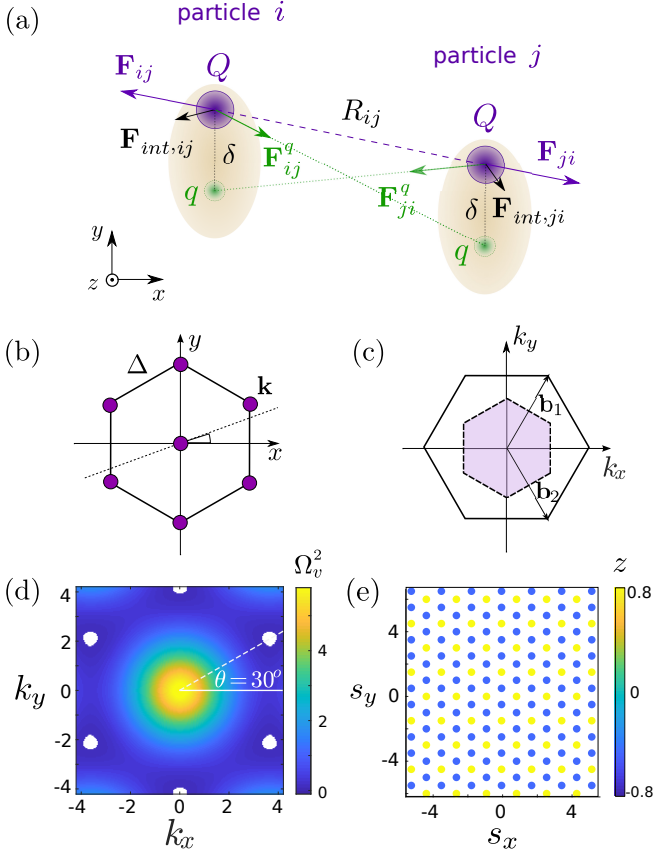 (a)
particle i
particle j
F_ij
Q
R_ij
Q
F_ji
F_int,ij
δ
F^q_ij
q
F^q_ji
δ
F_int,ji
q
y
z
x
(b)
y
Δ
k
x
(c)
k_y
b_1
k_x
b_2
(d)
Ω_v^2
4
2
0
-2
-4
k_y
θ = 30^o
-4
-2
0
2
4
k_x
6
4
2
0
(e)
z
4
0
-4
s_y
-4
0
4
s_x
0.8
0
-0.8